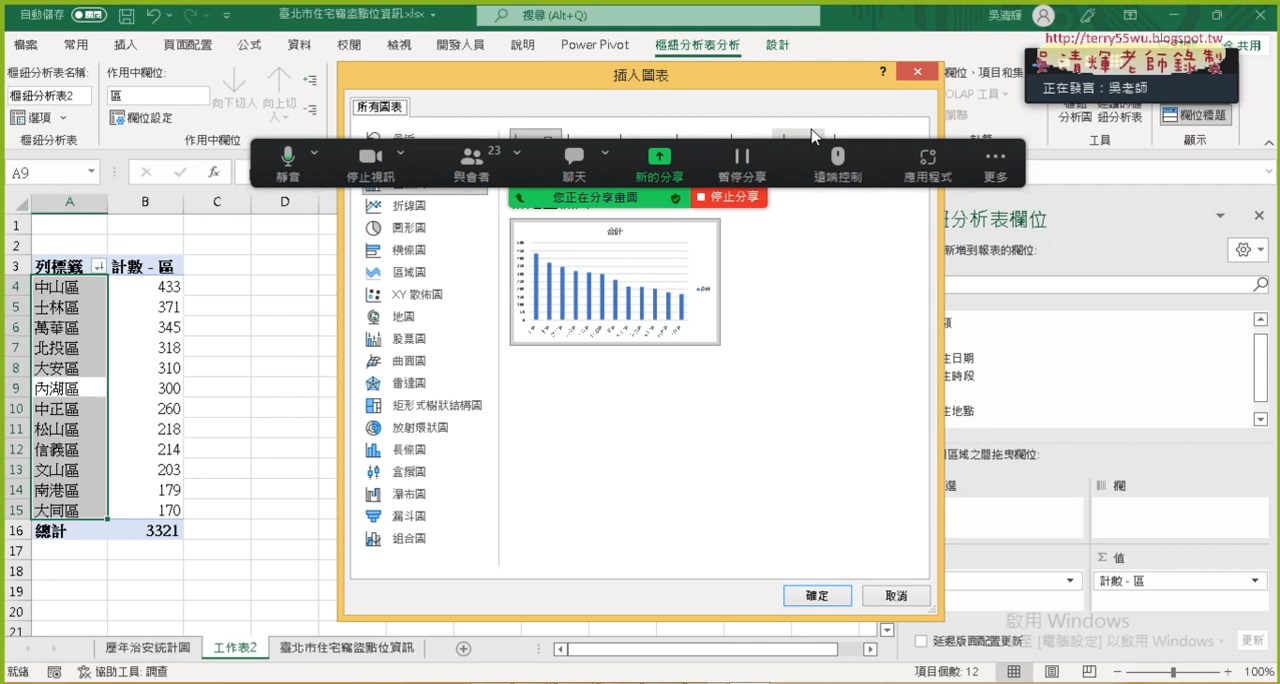 自動儲存
臺北市住宅竊盜點位資訊.xlsx
搜尋 (Alt+Q)
吳清輝
檔案 常用 插入 頁面配置 公式 資料 校閱 檢視 開發人員 說明 Power Pivot 樞紐分析表分析 設計
共用
http://terry55wu.blogspot.tw
吳清輝老師錄製
正在發言：吳老師
樞紐分析表名稱:
樞紐分析表2
選項
樞紐分析表
作用中欄位:
區
欄位設定
向下切入
向上切入
作用中欄位
插入圖表
?
所有圖表
欄位、項目和集
OLAP 工具
關聯
工具
欄位標題
顯示
靜音
停止視訊
與會者
23
聊天
新的分享
暫停分享
遠端控制
應用程式
更多
您正在分享畫面
停止分享
A9
fx
A B C D
1
2
3 列標籤 計數 - 區
4 中山區 433
5 士林區 371
6 萬華區 345
7 北投區 318
8 大安區 310
9 內湖區 300
10 中正區 260
11 松山區 218
12 信義區 214
13 文山區 203
14 南港區 179
15 大同區 170
16 總計 3321
17
18
19
20
21
折線圖
圓形圖
橫條圖
區域圖
XY 散佈圖
地圖
股票圖
曲面圖
雷達圖
矩形式樹狀結構圖
放射環狀圖
長條圖
盒鬚圖
瀑布圖
漏斗圖
組合圖
合計
確定
取消
分析表欄位
新增到報表的欄位:
生日期
生時段
生地點
區域之間拖曳欄位:
欄
Σ 值
計數 - 區
延遲版面配置更新
更新
啟用 Windows
至 [電腦設定] 以啟用 Windows。
歷年治安統計圖 工作表2 臺北市住宅竊盜點位資訊
就緒
協助工具: 調查
項目個數: 12
100%